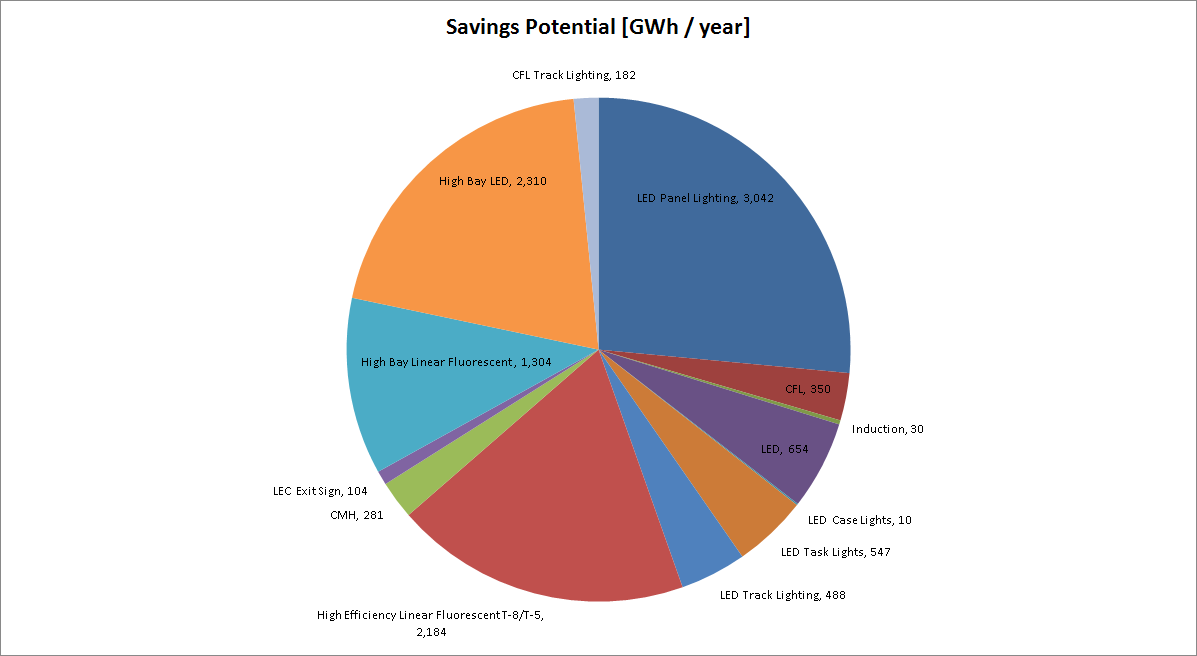 Savings Potential [GWh / year]
CFL Track Lighting, 182
High Bay LED, 2,310
LED Panel Lighting, 3,042
High Bay Linear Fluorescent, 1,304
CFL, 350
Induction, 30
LED, 654
LEC Exit Sign, 104
CMH, 281
LED Case Lights, 10
LED Task Lights, 547
LED Track Lighting, 488
High Efficiency Linear Fluorescent T-8/T-5,
2,184